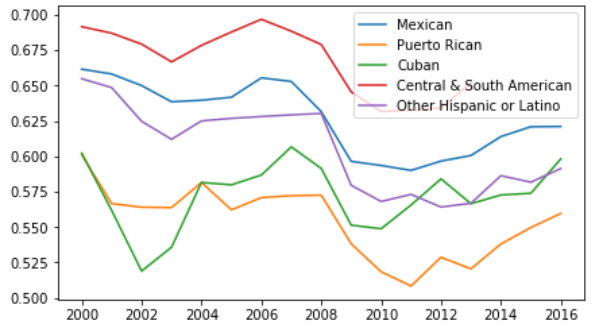 0.700
0.675
0.650
0.625
0.600
0.575
0.550
0.525
0.500
Mexican
Puerto Rican
Cuban
Central & South American
Other Hispanic or Latino
2000 2002 2004 2006 2008 2010 2012 2014 2016